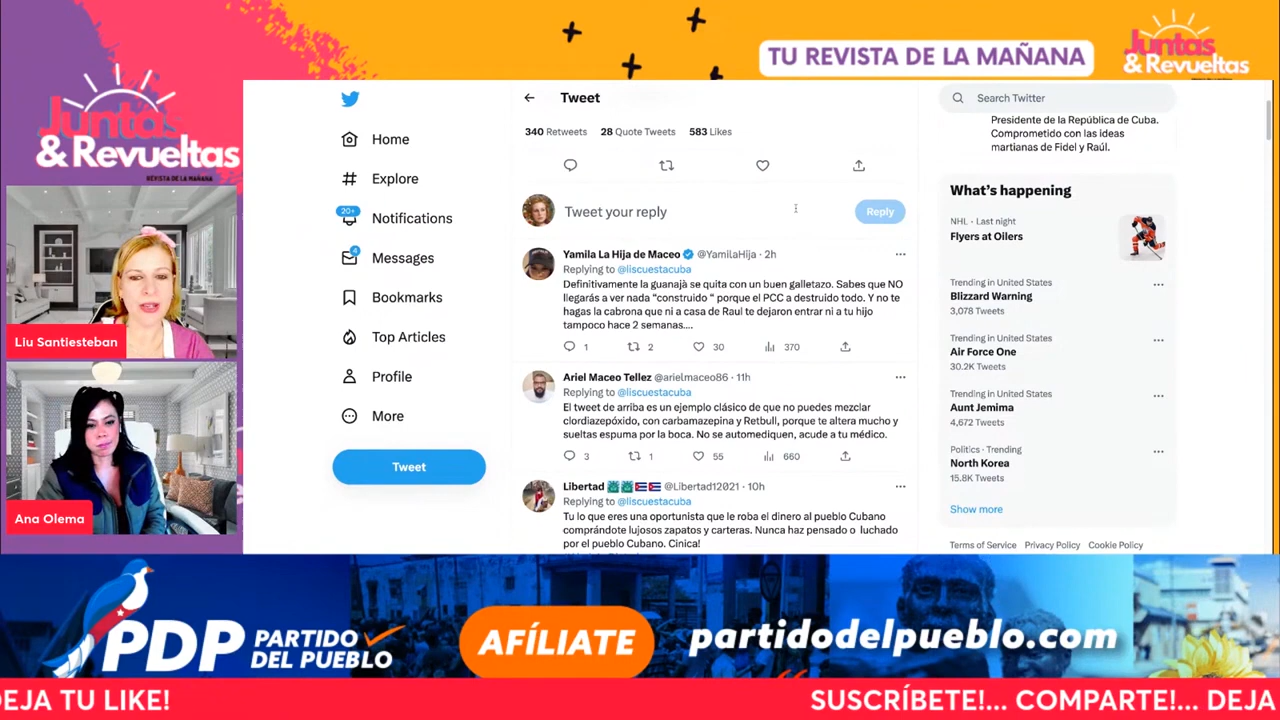 TU REVISTA DE LA MAÑANA
Juntas
& Revueltas
Juntas
& Revueltas
REVISTA DE LA MAÑANA
Liu Santiesteban
Ana Olema
Home
Explore
20+
Notifications
4
Messages
Bookmarks
Top Articles
Profile
More
Tweet
Tweet
340 Retweets 28 Quote Tweets 583 Likes
Tweet your reply
Reply
Yamila La Hija de Maceo @YamilaHija · 2h
Replying to @liscuestacuba
Definitivamente la guanajà se quita con un buen galletazo. Sabes que NO
llegarás a ver nada "construido " porque el PCC a destruido todo. Y no te
hagas la cabrona que ni a casa de Raul te dejaron entrar ni a tu hijo
tampoco hace 2 semanas....
1 2 30 370
Ariel Maceo Tellez @arielmaceo86 · 11h
Replying to @liscuestacuba
El tweet de arriba es un ejemplo clásico de que no puedes mezclar
clordiazepóxido, con carbamazepina y Retbull, porque te altera mucho y
sueltas espuma por la boca. No se automediquen, acude a tu médico.
3 1 55 660
Libertad @Libertad12021 · 10h
Replying to @liscuestacuba
Tu lo que eres una oportunista que le roba el dinero al pueblo Cubano
comprándote lujosos zapatos y carteras. Nunca haz pensado o luchado
por el pueblo Cubano. Cinica!
Search Twitter
Presidente de la República de Cuba.
Comprometido con las ideas
martianas de Fidel y Raúl.
What's happening
NHL · Last night
Flyers at Oilers
Trending in United States
Blizzard Warning
3,078 Tweets
Trending in United States
Air Force One
30.2K Tweets
Trending in United States
Aunt Jemima
4,672 Tweets
Politics · Trending
North Korea
15.8K Tweets
Show more
Terms of Service Privacy Policy Cookie Policy
PDP PARTIDO
DEL PUEBLO
AFÍLIATE
partidodelpueblo.com
DEJA TU LIKE! SUSCRÍBETE!... COMPARTE!... DEJA